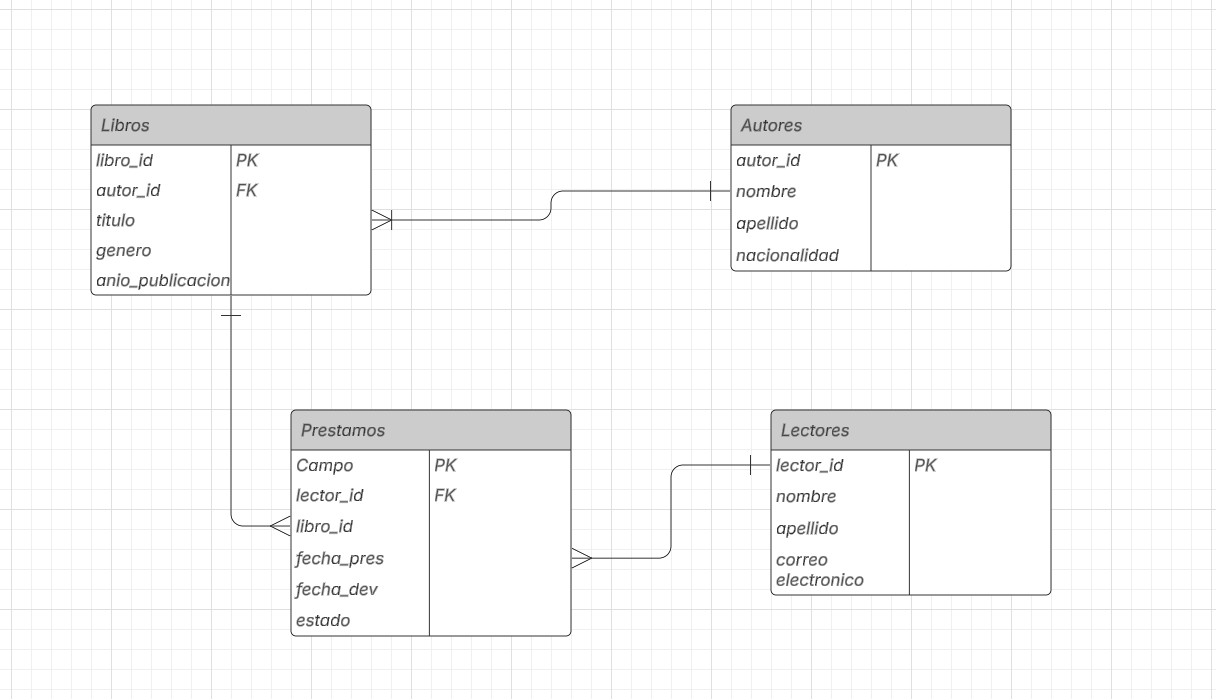 Libros
libro_id PK
autor_id FK
titulo
genero
anio_publicacion
Autores
autor_id PK
nombre
apellido
nacionalidad
Prestamos
Campo PK
lector_id FK
libro_id
fecha_pres
fecha_dev
estado
Lectores
lector_id PK
nombre
apellido
correo
electronico